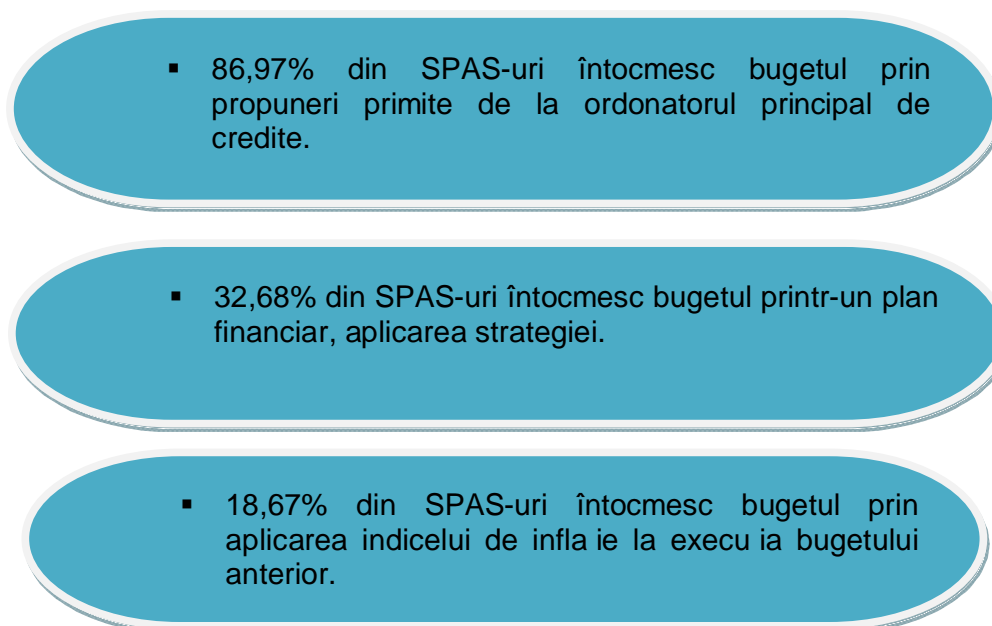 ▪ 86,97% din SPAS-uri întocmesc bugetul prin
propuneri primite de la ordonatorul principal de
credite.
▪ 32,68% din SPAS-uri întocmesc bugetul printr-un plan
financiar, aplicarea strategiei.
▪ 18,67% din SPAS-uri întocmesc bugetul prin
aplicarea indicelui de infla ie la execu ia bugetului
anterior.